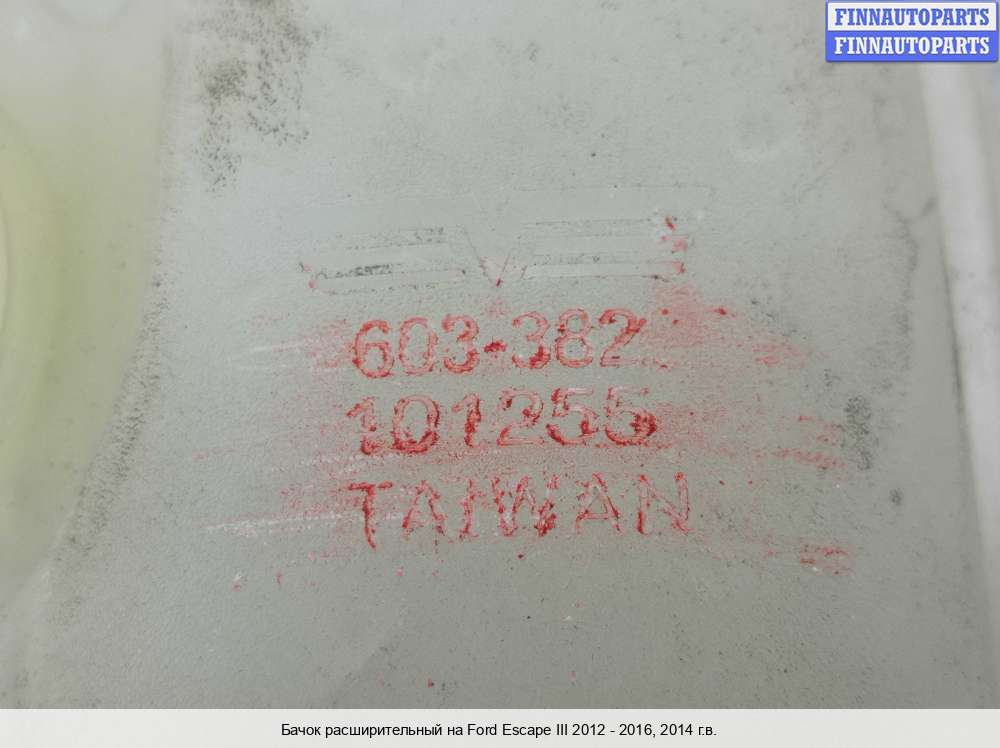 FINNAUTOPARTS
FINNAUTOPARTS
603-382
101255
TAIWAN
Бачок расширительный на Ford Escape III 2012 - 2016, 2014 г.в.